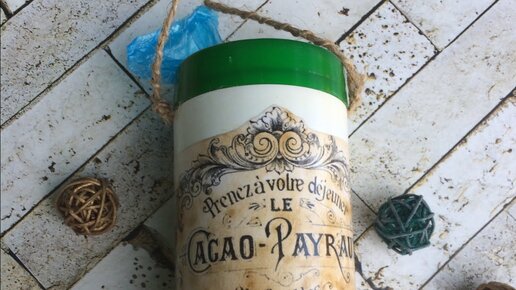 Prenez à votre déjeuner
LE
CACAO-PAYRAU